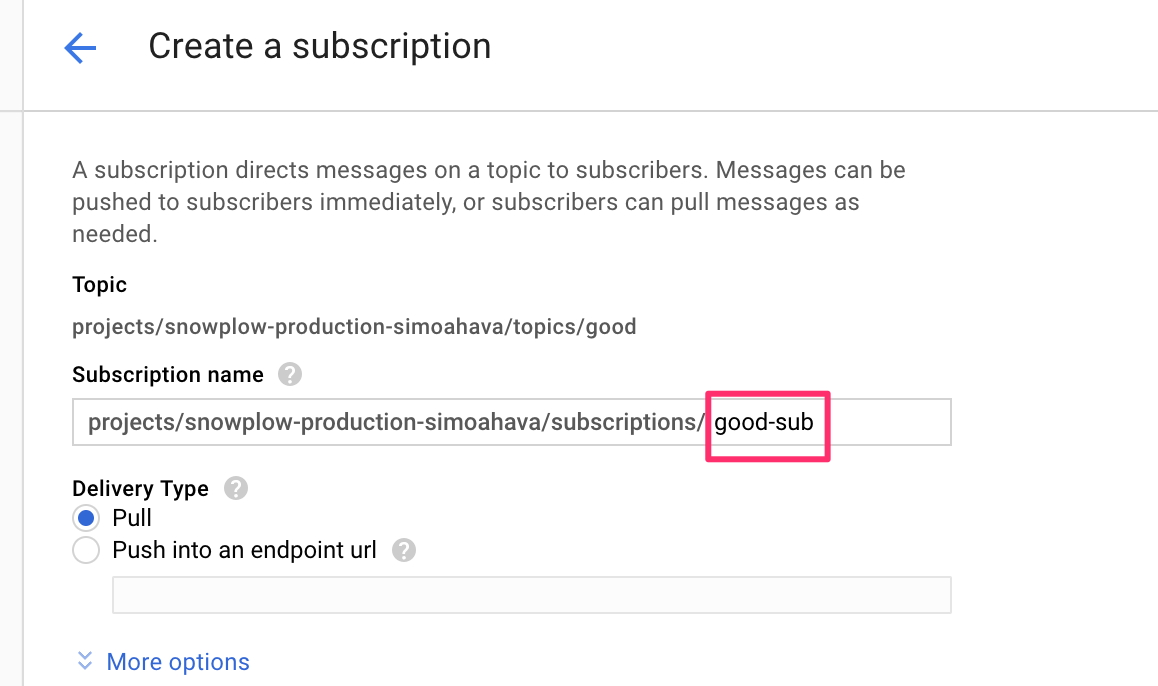 Create a subscription
A subscription directs messages on a topic to subscribers. Messages can be
pushed to subscribers immediately, or subscribers can pull messages as
needed.
Topic
projects/snowplow-production-simoahava/topics/good
Subscription name ?
projects/snowplow-production-simoahava/subscriptions/ good-sub
Delivery Type ?
Pull
Push into an endpoint url ?
More options